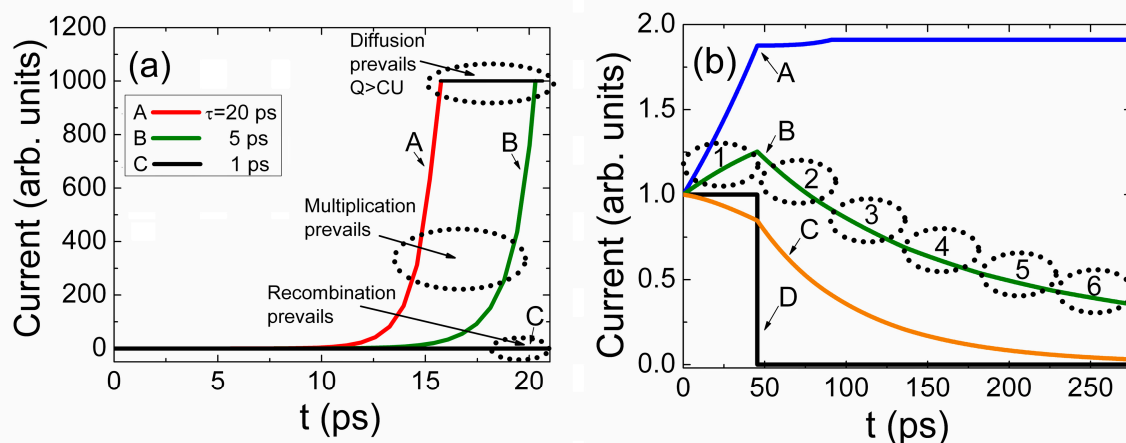 (a)
Current (arb. units)
1200
1000
800
600
400
200
0
Diffusion
prevails
Q>CU
A τ=20 ps
B 5 ps
C 1 ps
A
B
Multiplication
prevails
Recombination
prevails
C
0 5 10 15 20
t (ps)
(b)
Current (arb. units)
2.0
1.5
1.0
0.5
0.0
A
B
1
2
3
C
4
5
6
D
0 50 100 150 200 250
t (ps)